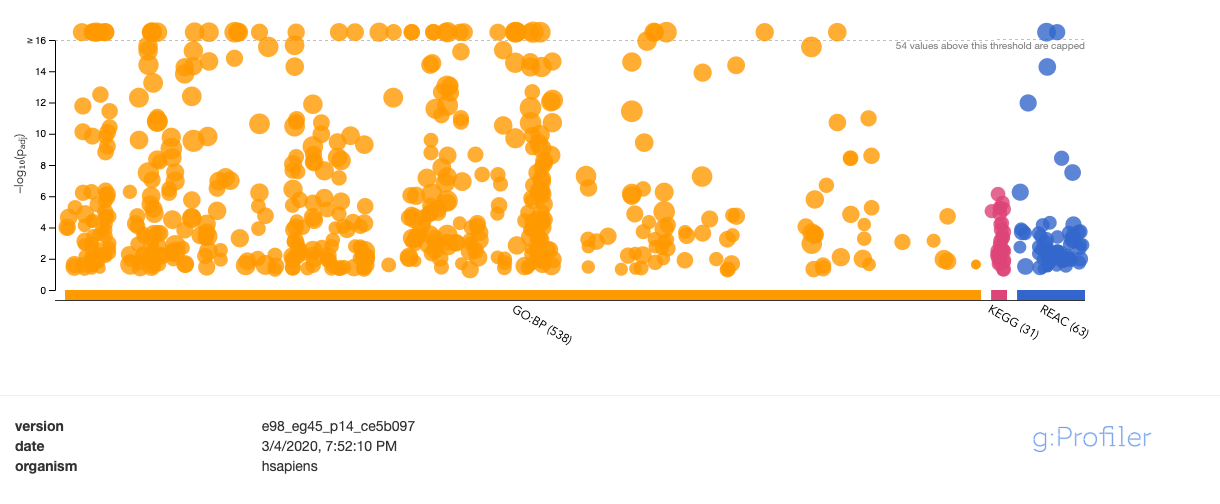 ≥ 16
54 values above this threshold are capped
14
12
10
8
6
4
2
0
-log₁₀(p_adj)
GO:BP (538)
KEGG (31)
REAC (63)
version e98_eg45_p14_ce5b097
date 3/4/2020, 7:52:10 PM
organism hsapiens
g:Profiler